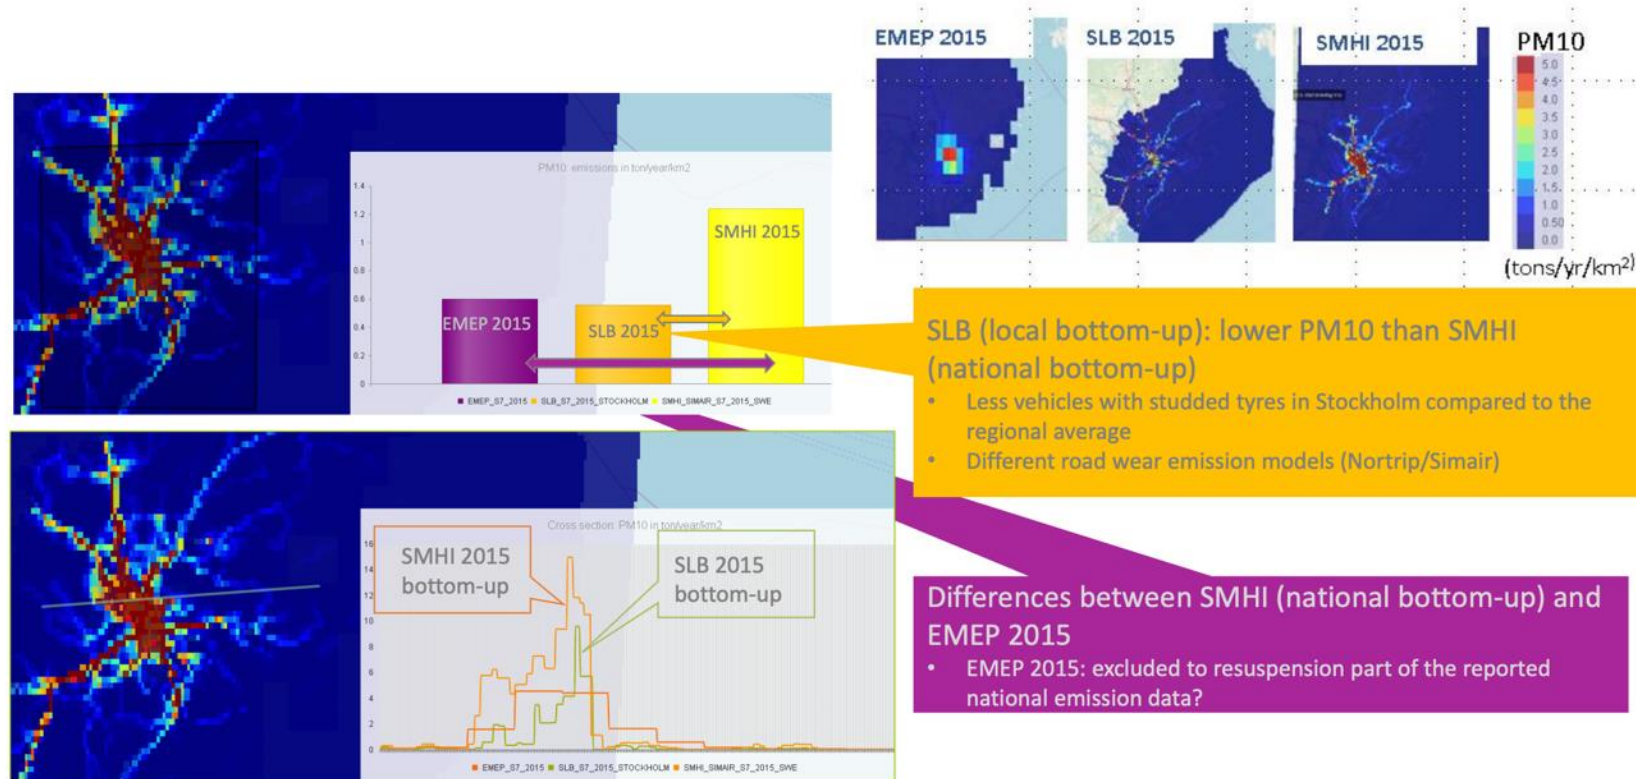 EMEP 2015
SLB 2015
SMHI 2015
PM10
5.0
4.5
4.0
3.5
3.0
2.5
2.0
1.5
1.0
0.50
0.0
(tons/yr/km²)
PM10 emissions in ton/year/km2
1.4
1.2
1
0.8
0.6
0.4
0.2
0
EMEP 2015
SLB 2015
SMHI 2015
EMEP_S7_2015
SLB_S7_2015_STOCKHOLM
SMHI_SIMAIR_S7_2015_SWE
SLB (local bottom-up): lower PM10 than SMHI
(national bottom-up)
• Less vehicles with studded tyres in Stockholm compared to the
regional average
• Different road wear emission models (Nortrip/Simair)
Cross section: PM10 in ton/year/km2
16
14
12
10
8
6
4
2
0
SMHI 2015
bottom-up
SLB 2015
bottom-up
EMEP_S7_2015
SLB_S7_2015_STOCKHOLM
SMHI_SIMAIR_S7_2015_SWE
Differences between SMHI (national bottom-up) and
EMEP 2015
• EMEP 2015: excluded to resuspension part of the reported
national emission data?